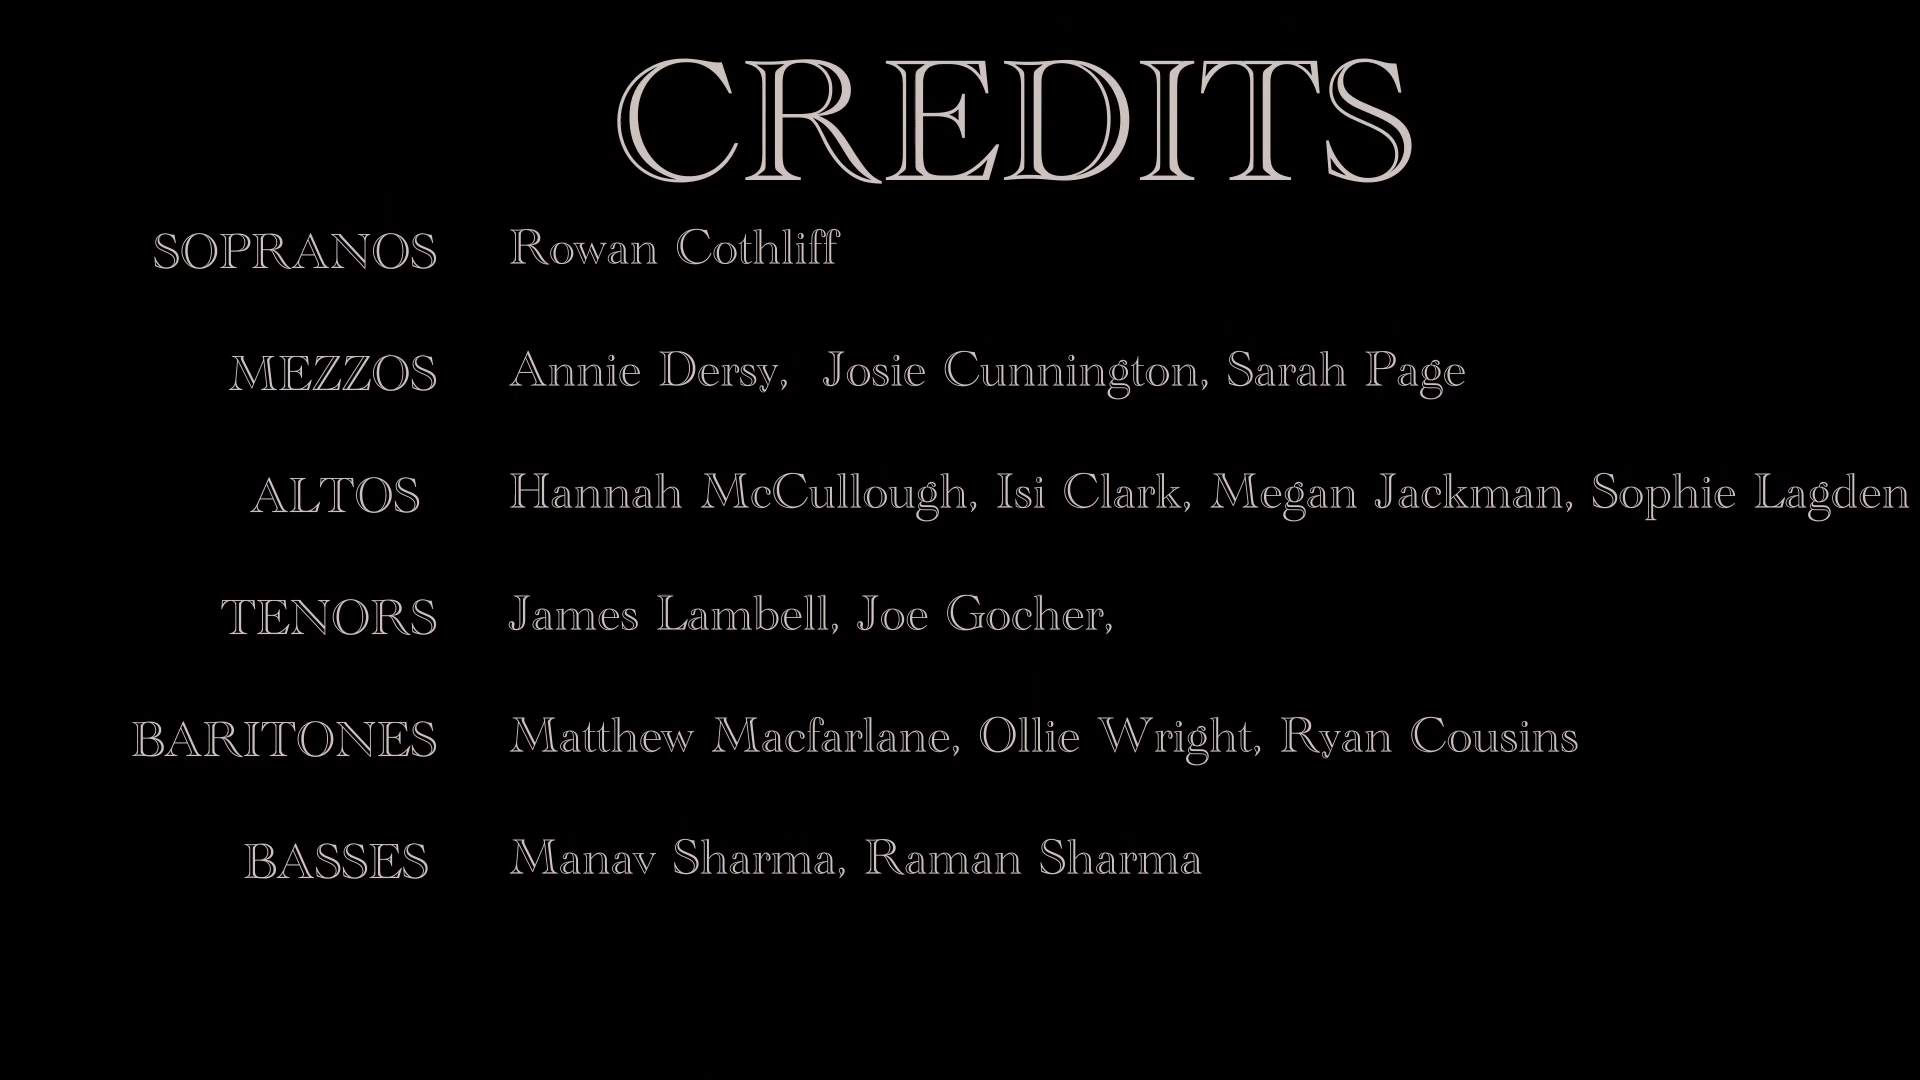 CREDITS
SOPRANOS Rowan Cothliff
MEZZOS Annie Dersy,  Josie Cunnington, Sarah Page
ALTOS Hannah McCullough, Isi Clark, Megan Jackman, Sophie Lagden
TENORS James Lambell, Joe Gocher,
BARITONES Matthew Macfarlane, Ollie Wright, Ryan Cousins
BASSES Manav Sharma, Raman Sharma